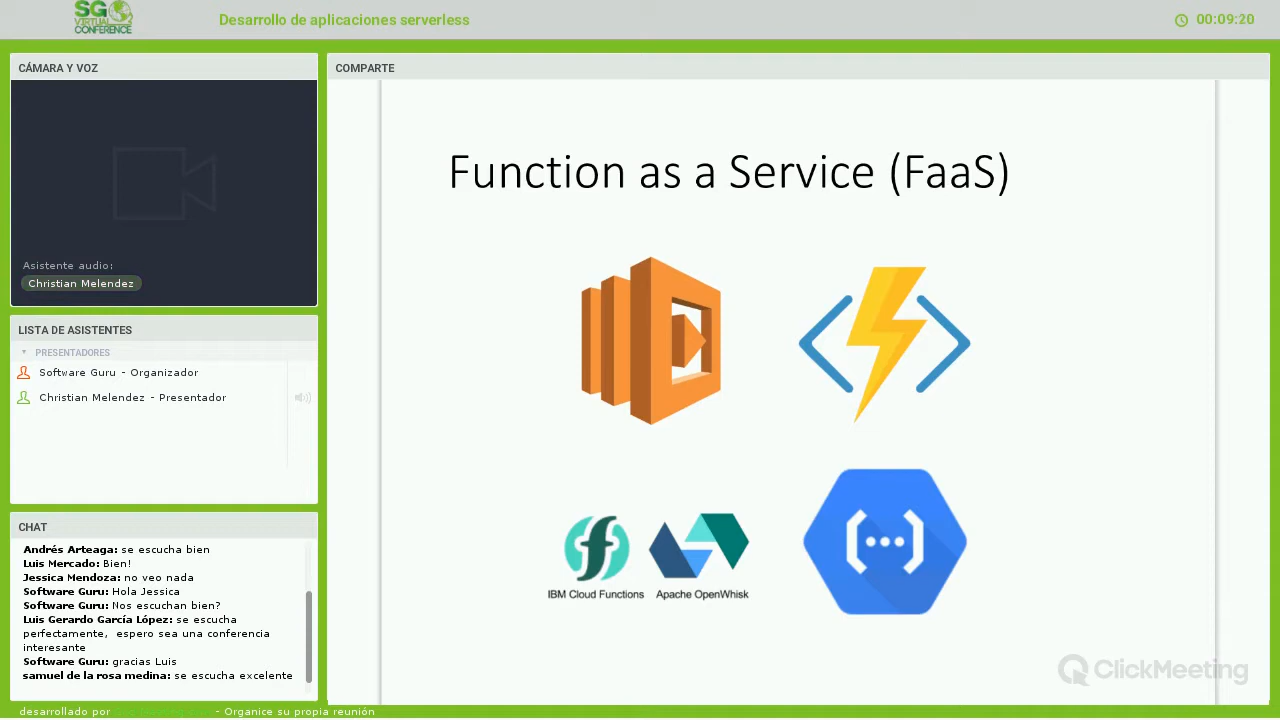 SG
VIRTUAL
CONFERENCE
Desarrollo de aplicaciones serverless
00:09:20
CÁMARA Y VOZ
Asistente audio:
Christian Melendez
LISTA DE ASISTENTES
PRESENTADORES
Software Guru - Organizador
Christian Melendez - Presentador
CHAT
Andrés Arteaga: se escucha bien
Luis Mercado: Bien!
Jessica Mendoza: no veo nada
Software Guru: Hola Jessica
Software Guru: Nos escuchan bien?
Luis Gerardo García López: se escucha
perfectamente, espero sea una conferencia
interesante
Software Guru: gracias Luis
samuel de la rosa medina: se escucha excelente
desarrollado por - Organice su propia reunión
COMPARTE
Function as a Service (FaaS)
IBM Cloud Functions
Apache OpenWhisk
ClickMeeting